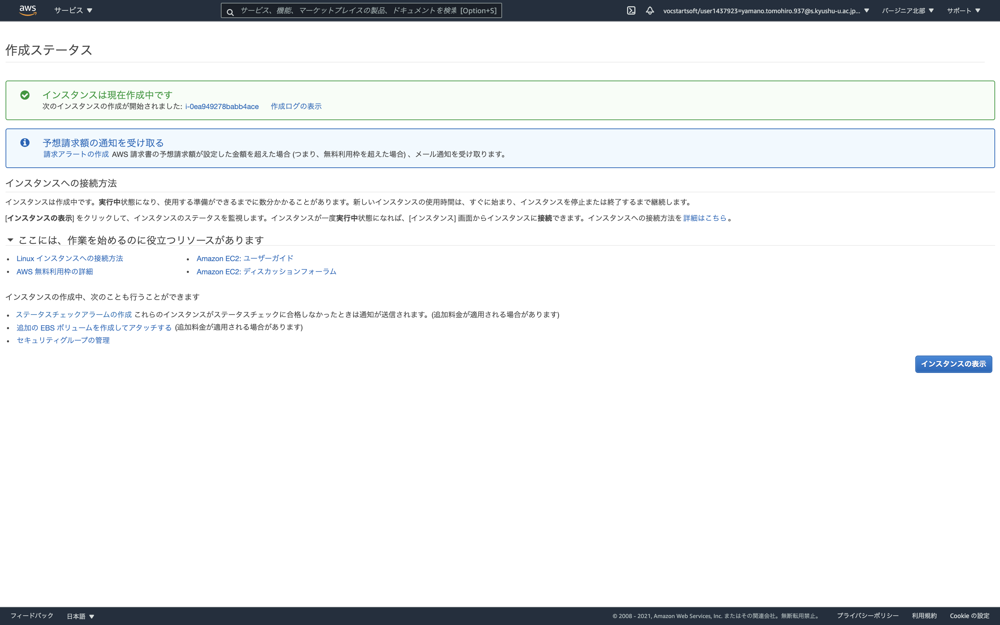 aws サービス サービス、機能、マーケットプレイスの製品、ドキュメントを検索 [Option+S] vocstartsoft/user1437923=yamano.tomohiro.937@s.kyushu-u.ac.jp... バージニア北部 サポート
作成ステータス
インスタンスは現在作成中です
次のインスタンスの作成が開始されました: i-0ea949278babb4ace 作成ログの表示
予想請求額の通知を受け取る
請求アラートの作成 AWS 請求書の予想請求額が設定した金額を超えた場合 (つまり、無料利用枠を超えた場合) 、メール通知を受け取ります。
インスタンスへの接続方法
インスタンスは作成中です。実行中状態になり、使用する準備ができるまでに数分かかることがあります。新しいインスタンスの使用時間は、すぐに始まり、インスタンスを停止または終了するまで継続します。
[インスタンスの表示] をクリックして、インスタンスのステータスを監視します。インスタンスが一度実行中状態になれば、[インスタンス] 画面からインスタンスに接続できます。インスタンスへの接続方法を 詳細はこちら 。
ここには、作業を始めるのに役立つリソースがあります
• Linux インスタンスへの接続方法 • Amazon EC2: ユーザーガイド
• AWS 無料利用枠の詳細 • Amazon EC2: ディスカッションフォーラム
インスタンスの作成中、次のことも行うことができます
• ステータスチェックアラームの作成 これらのインスタンスがステータスチェックに合格しなかったときは通知が送信されます。(追加料金が適用される場合があります)
• 追加の EBS ボリュームを作成してアタッチする (追加料金が適用される場合があります)
• セキュリティグループの管理
インスタンスの表示
フィードバック 日本語 © 2008 - 2021, Amazon Web Services, Inc. またはその関連会社。無断転用禁止。 プライバシーポリシー 利用規約 Cookie の設定